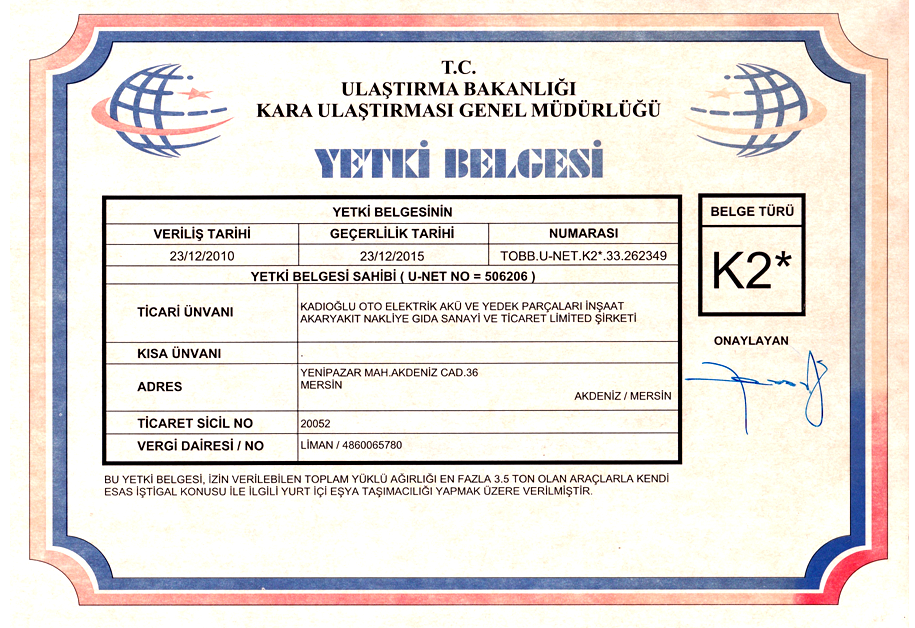 T.C.
ULAŞTIRMA BAKANLIĞI
KARA ULAŞTIRMASI GENEL MÜDÜRLÜĞÜ
YETKİ BELGESİ
YETKİ BELGESİNİN
VERİLİŞ TARİHİ GEÇERLİLİK TARİHİ NUMARASI
23/12/2010 23/12/2015 TOBB.U-NET.K2*.33.262349
YETKİ BELGESİ SAHİBİ ( U-NET NO = 506206 )
TİCARİ ÜNVANI
KADIOĞLU OTO ELEKTRİK AKÜ VE YEDEK PARÇALARI İNŞAAT
AKARYAKIT NAKLİYE GIDA SANAYİ VE TİCARET LİMİTED ŞİRKETİ
KISA ÜNVANI .
ADRES
YENİPAZAR MAH.AKDENİZ CAD.36
MERSİN
AKDENİZ / MERSİN
TİCARET SİCİL NO 20052
VERGİ DAİRESİ / NO LİMAN / 4860065780
BELGE TÜRÜ
K2*
ONAYLAYAN
BU YETKİ BELGESİ, İZİN VERİLEBİLEN TOPLAM YÜKLÜ AĞIRLIĞI EN FAZLA 3.5 TON OLAN ARAÇLARLA KENDİ
ESAS İŞTİGAL KONUSU İLE İLGİLİ YURT İÇİ EŞYA TAŞIMACILIĞI YAPMAK ÜZERE VERİLMİŞTİR.